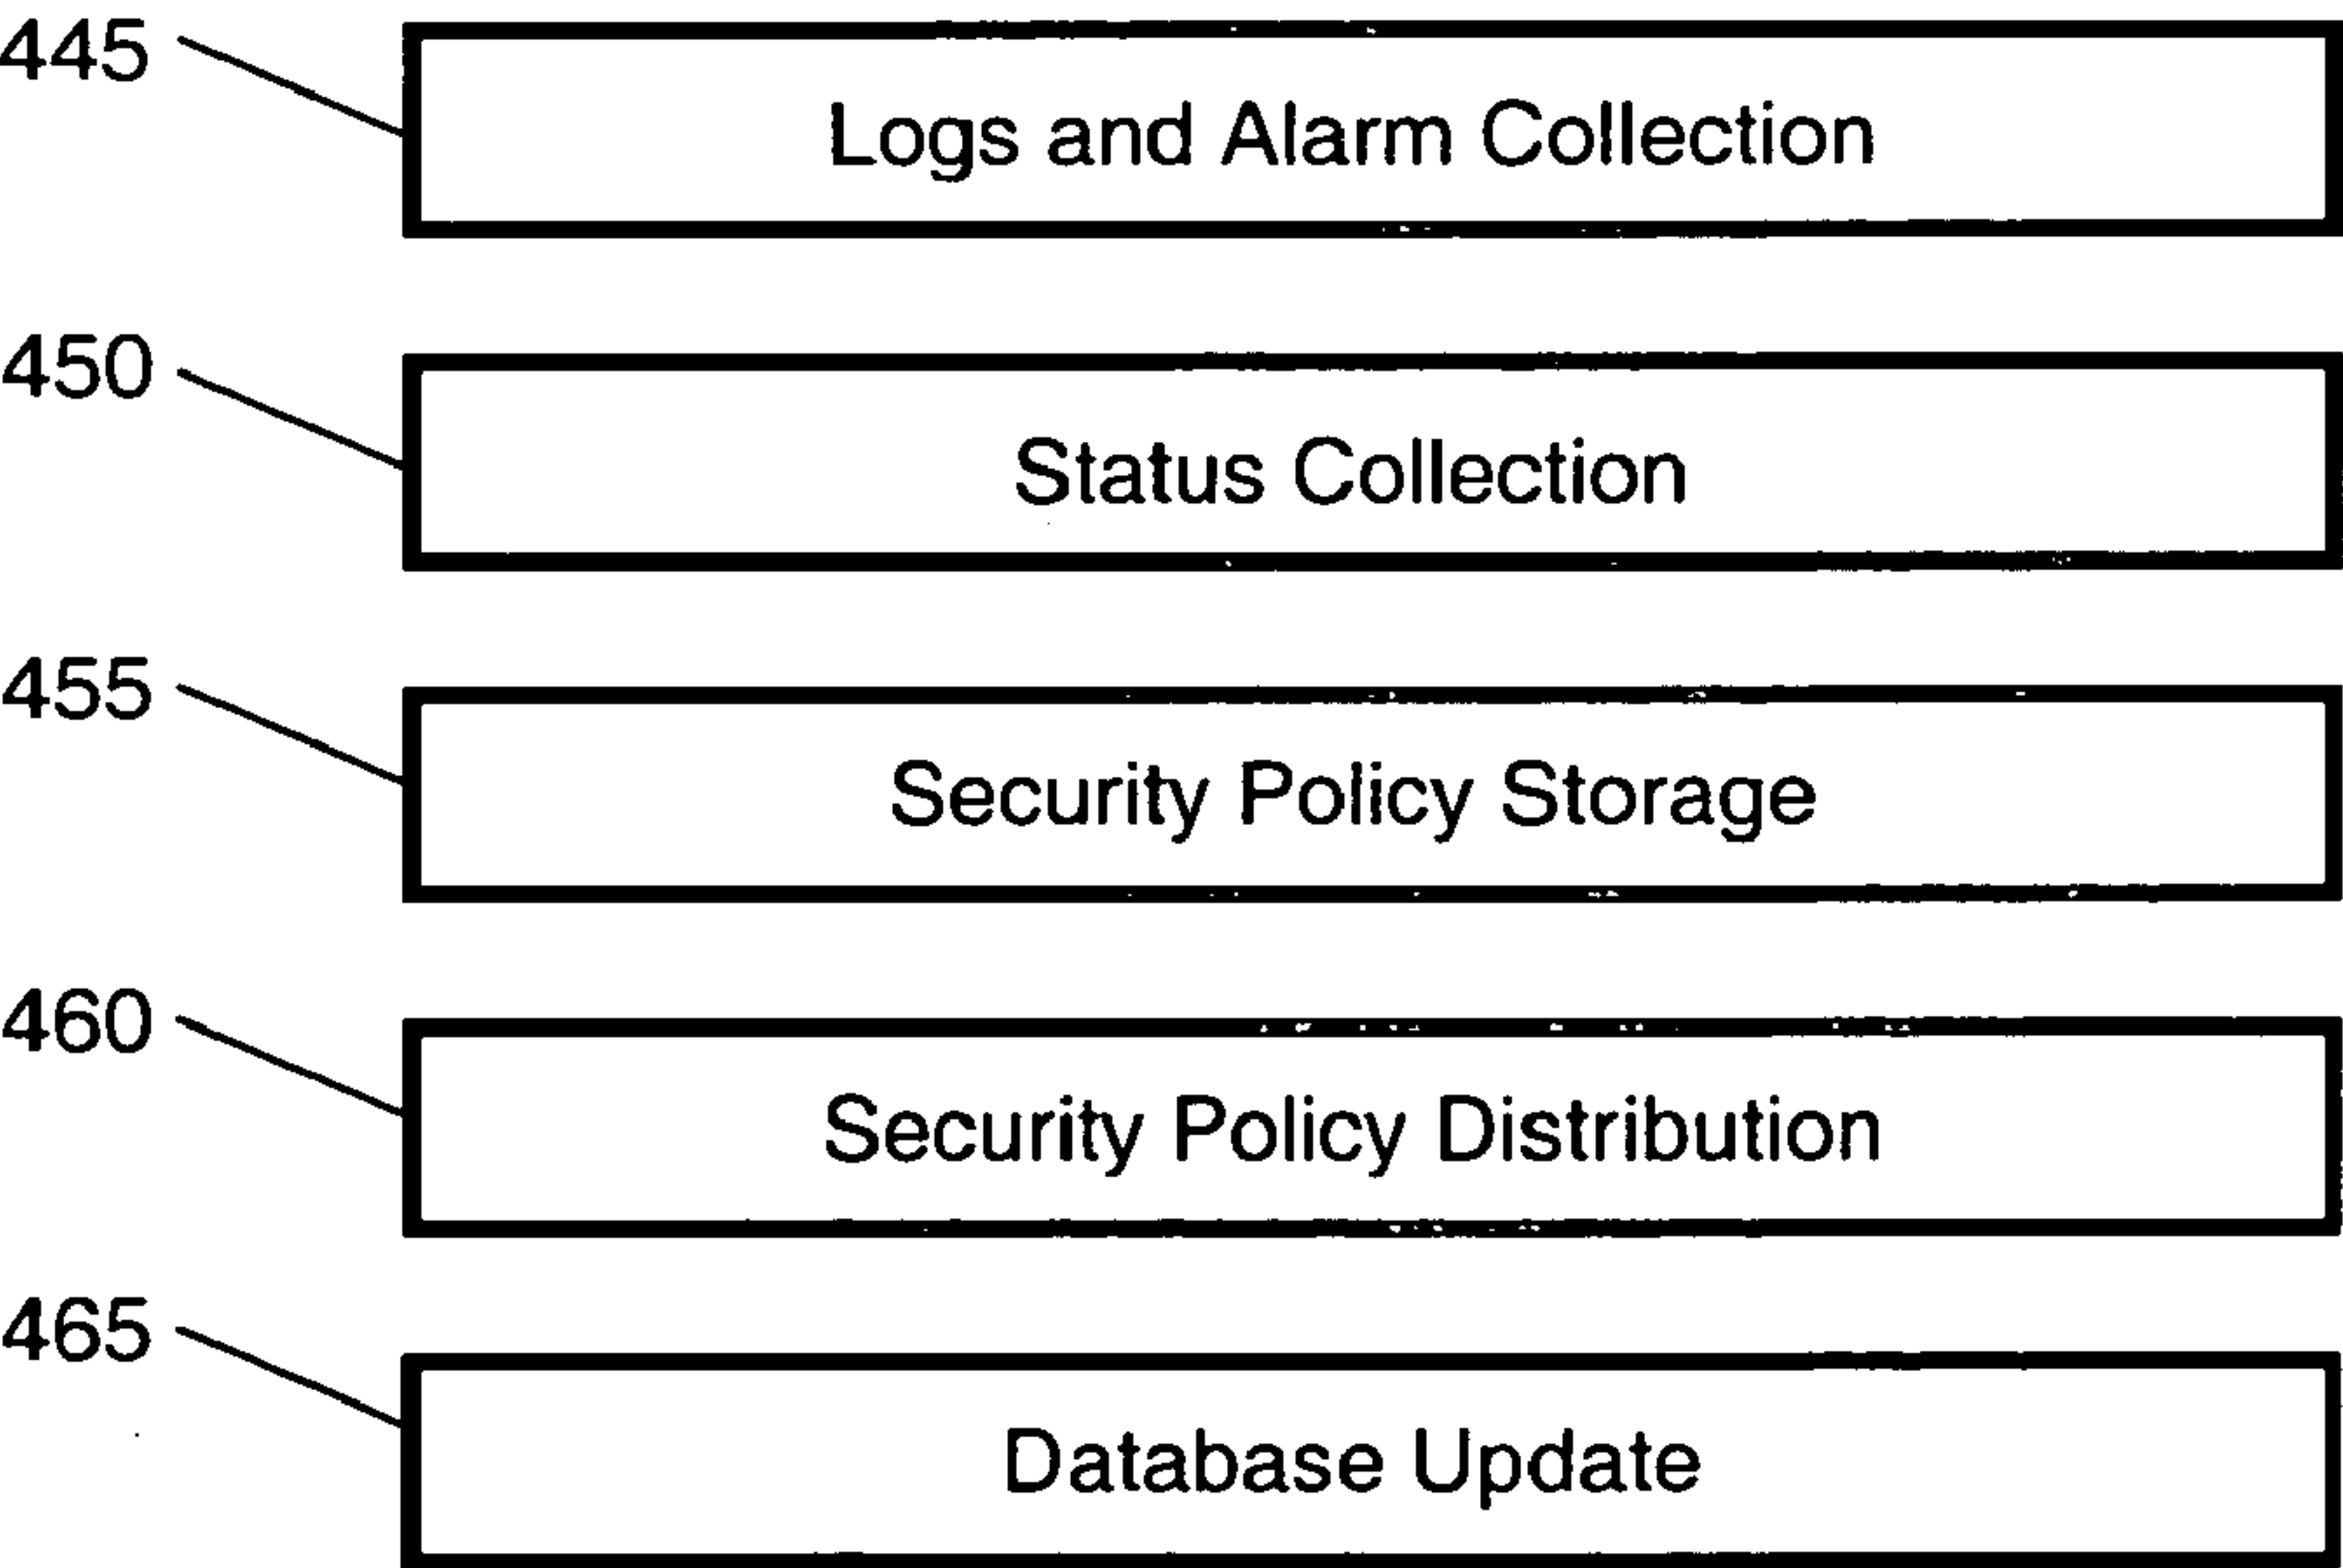 445
Logs and Alarm Collection
450
Status Collection
455
Security Policy Storage
460
Security Policy Distribution
465
Database Update